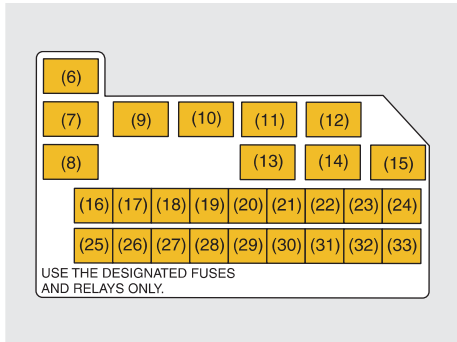 (6)
(7) (9) (10) (11) (12)
(8) (13) (14) (15)
(16) (17) (18) (19) (20) (21) (22) (23) (24)
(25) (26) (27) (28) (29) (30) (31) (32) (33)
USE THE DESIGNATED FUSES
AND RELAYS ONLY.